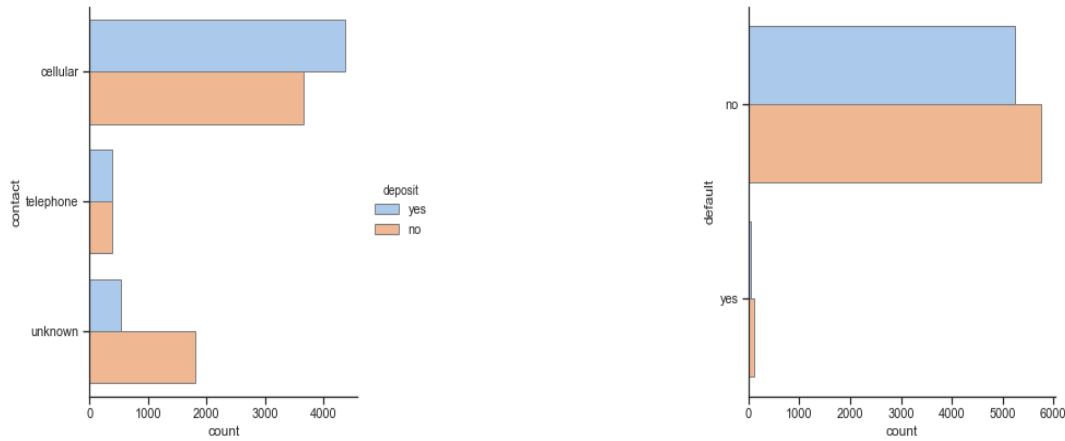 cellular
telephone
unknown
contact
0 1000 2000 3000 4000
count
deposit
yes
no
no
yes
default
0 1000 2000 3000 4000 5000 6000
count